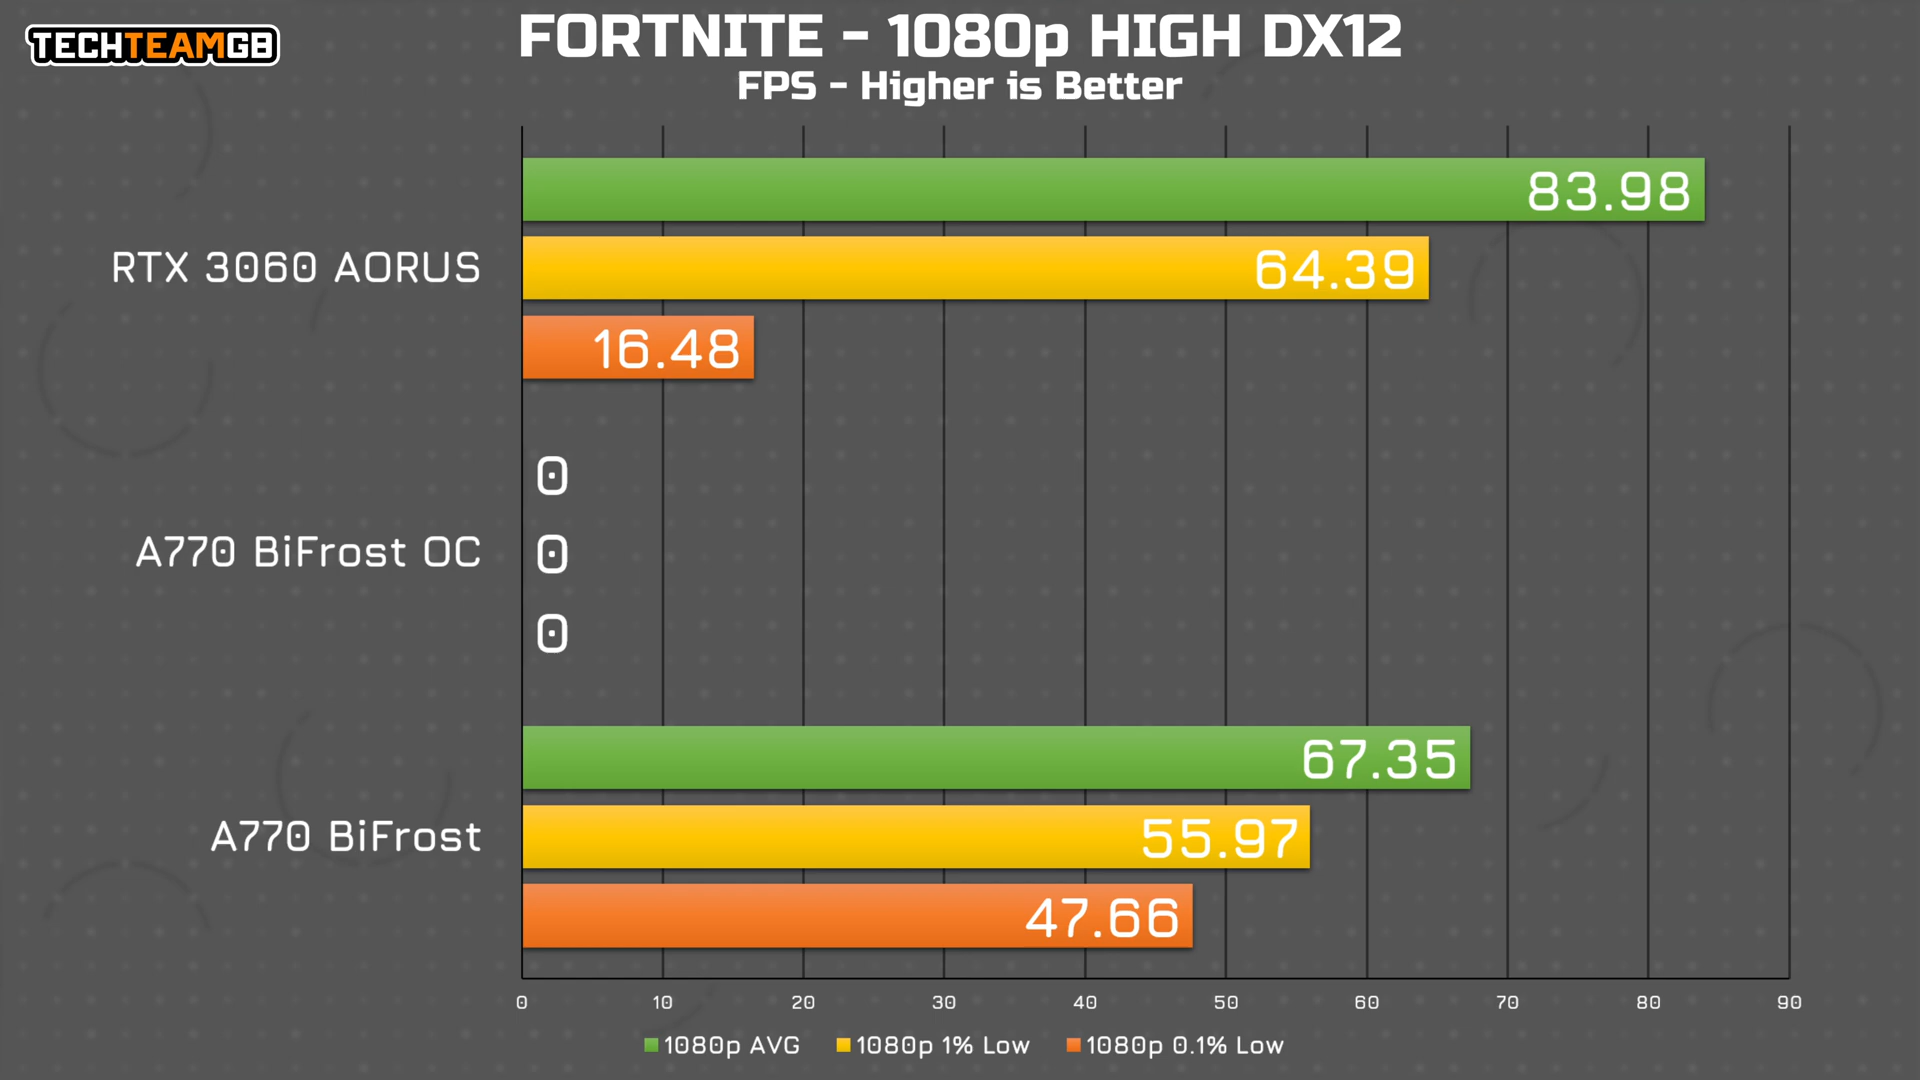 TECHTEAMGB
FORTNITE - 1080p HIGH DX12
FPS - Higher is Better
83.98
RTX 3060 AORUS
64.39
16.48
0
A770 BiFrost OC
0
0
67.35
A770 BiFrost
55.97
47.66
0 10 20 30 40 50 60 70 80 90
1080p AVG 1080p 1% Low 1080p 0.1% Low